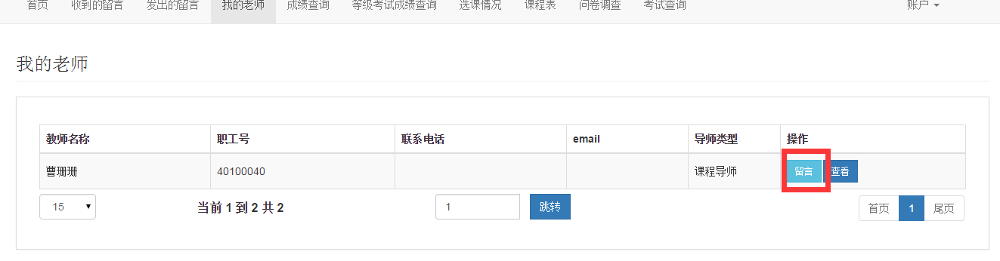 首页 收到的留言 发出的留言 我的老师 成绩查询 等级考试成绩查询 选课情况 课程表 问卷调查 考试查询 账户
我的老师
教师名称 职工号 联系电话 email 导师类型 操作
曹珊珊 40100040 课程导师 留言 查看
15 当前 1 到 2 共 2 1 跳转 首页 1 尾页